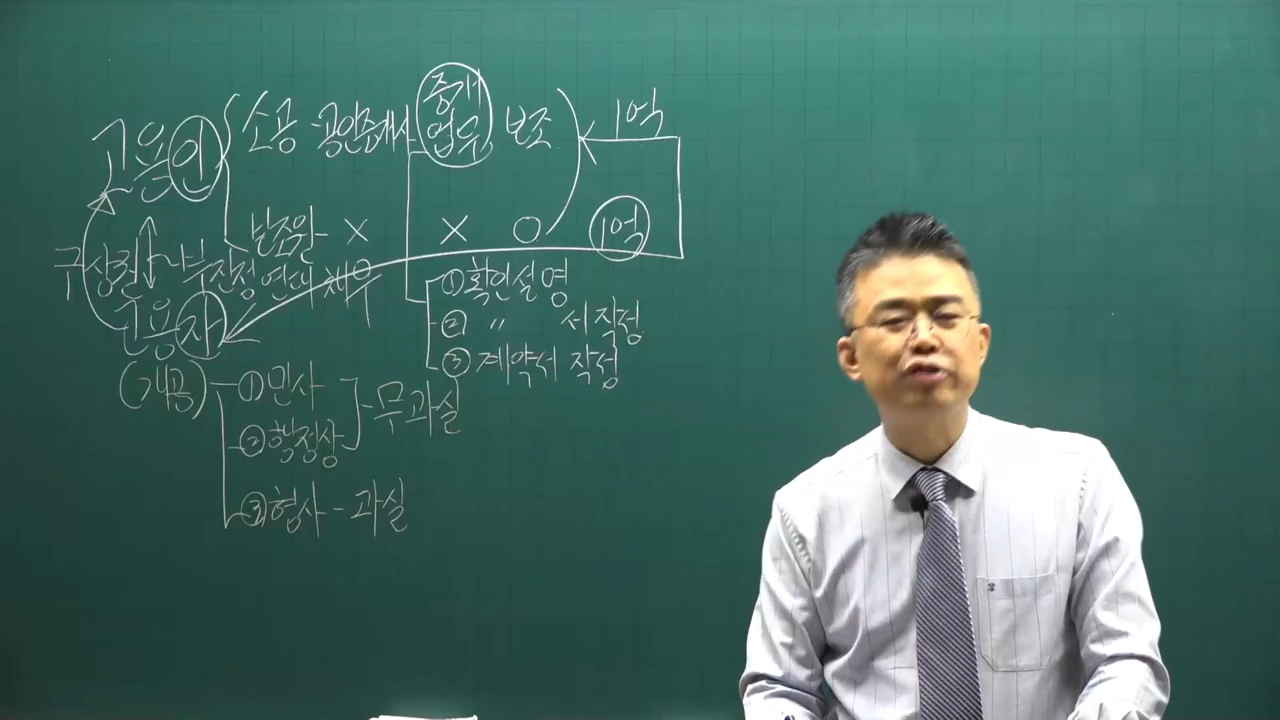 고용인 소공 - 공인중개사 중개업무 보조 1억
보조원 - × × ○ 1억
구상권 ~부진정 연대 채무
고용자
① 확인설명
② 〃 서 작성
③ 계약서 작성
(개공) ① 민사
② 행정상 - 무과실
③ 형사 - 과실